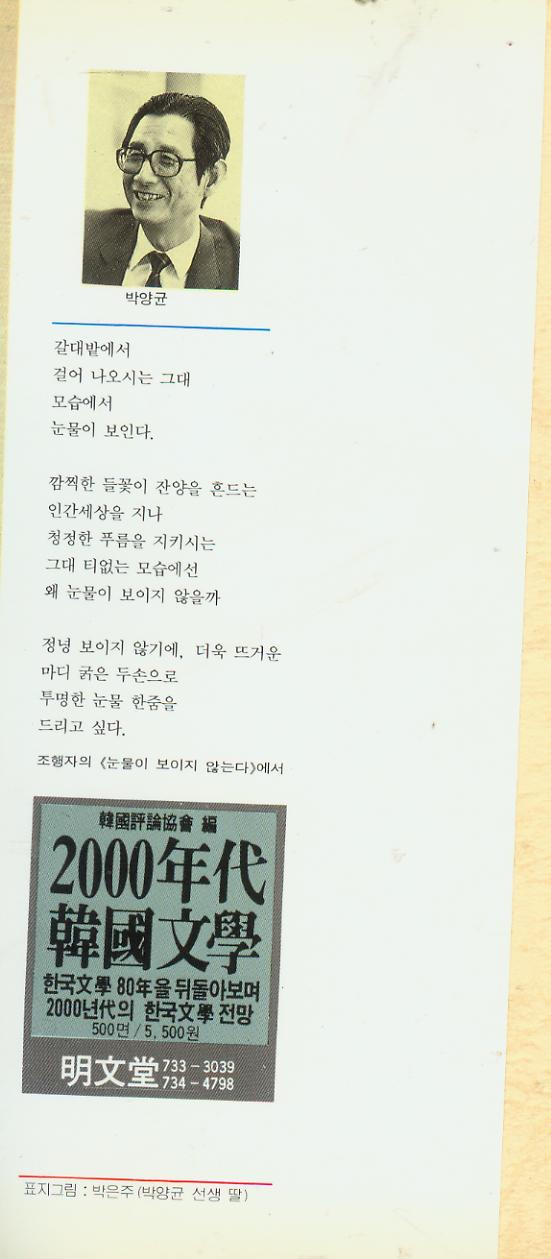 박양균
갈대밭에서
걸어 나오시는 그대
모습에서
눈물이 보인다.
깜찍한 들꽃이 잔양을 흔드는
인간세상을 지나
청정한 푸름을 지키시는
그대 티없는 모습에선
왜 눈물이 보이지 않을까
정녕 보이지 않기에, 더욱 뜨거운
마디 굵은 두손으로
투명한 눈물 한줌을
드리고 싶다.
조행자의 《눈물이 보이지 않는다》에서
韓國評論協會 編
2000年代
韓國文學
한국文學 80年을 뒤돌아보며
2000년代의 한국文學 전망
500면 / 5,500원
明文堂 733-3039
734-4798
표지그림 : 박은주(박양균 선생 딸)